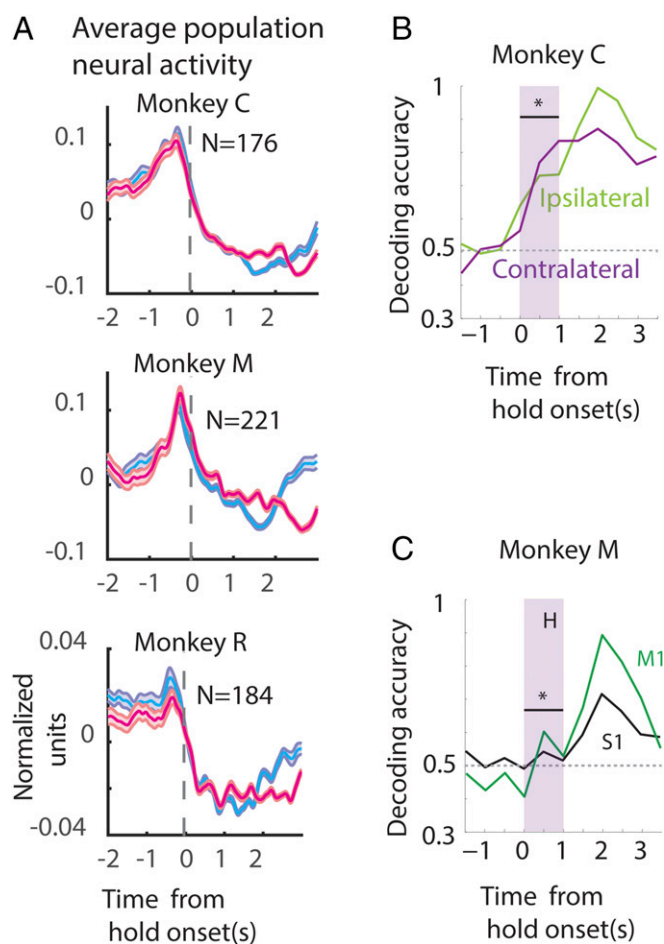 A
Average population
neural activity
Monkey C
N=176
0.1
0
-0.1
-2 -1 0 1 2
Monkey M
N=221
0.1
0
-0.1
-2 -1 0 1 2
Monkey R
N=184
0.04
0
-0.04
Normalized
units
-2 -1 0 1 2
Time from
hold onset(s)
B
Monkey C
1
0.5
0.3
Decoding accuracy
*
Ipsilateral
Contralateral
−1 0 1 2 3
Time from
hold onset(s)
C
Monkey M
1
0.5
0.3
Decoding accuracy
H
*
M1
S1
−1 0 1 2 3
Time from
hold onset(s)